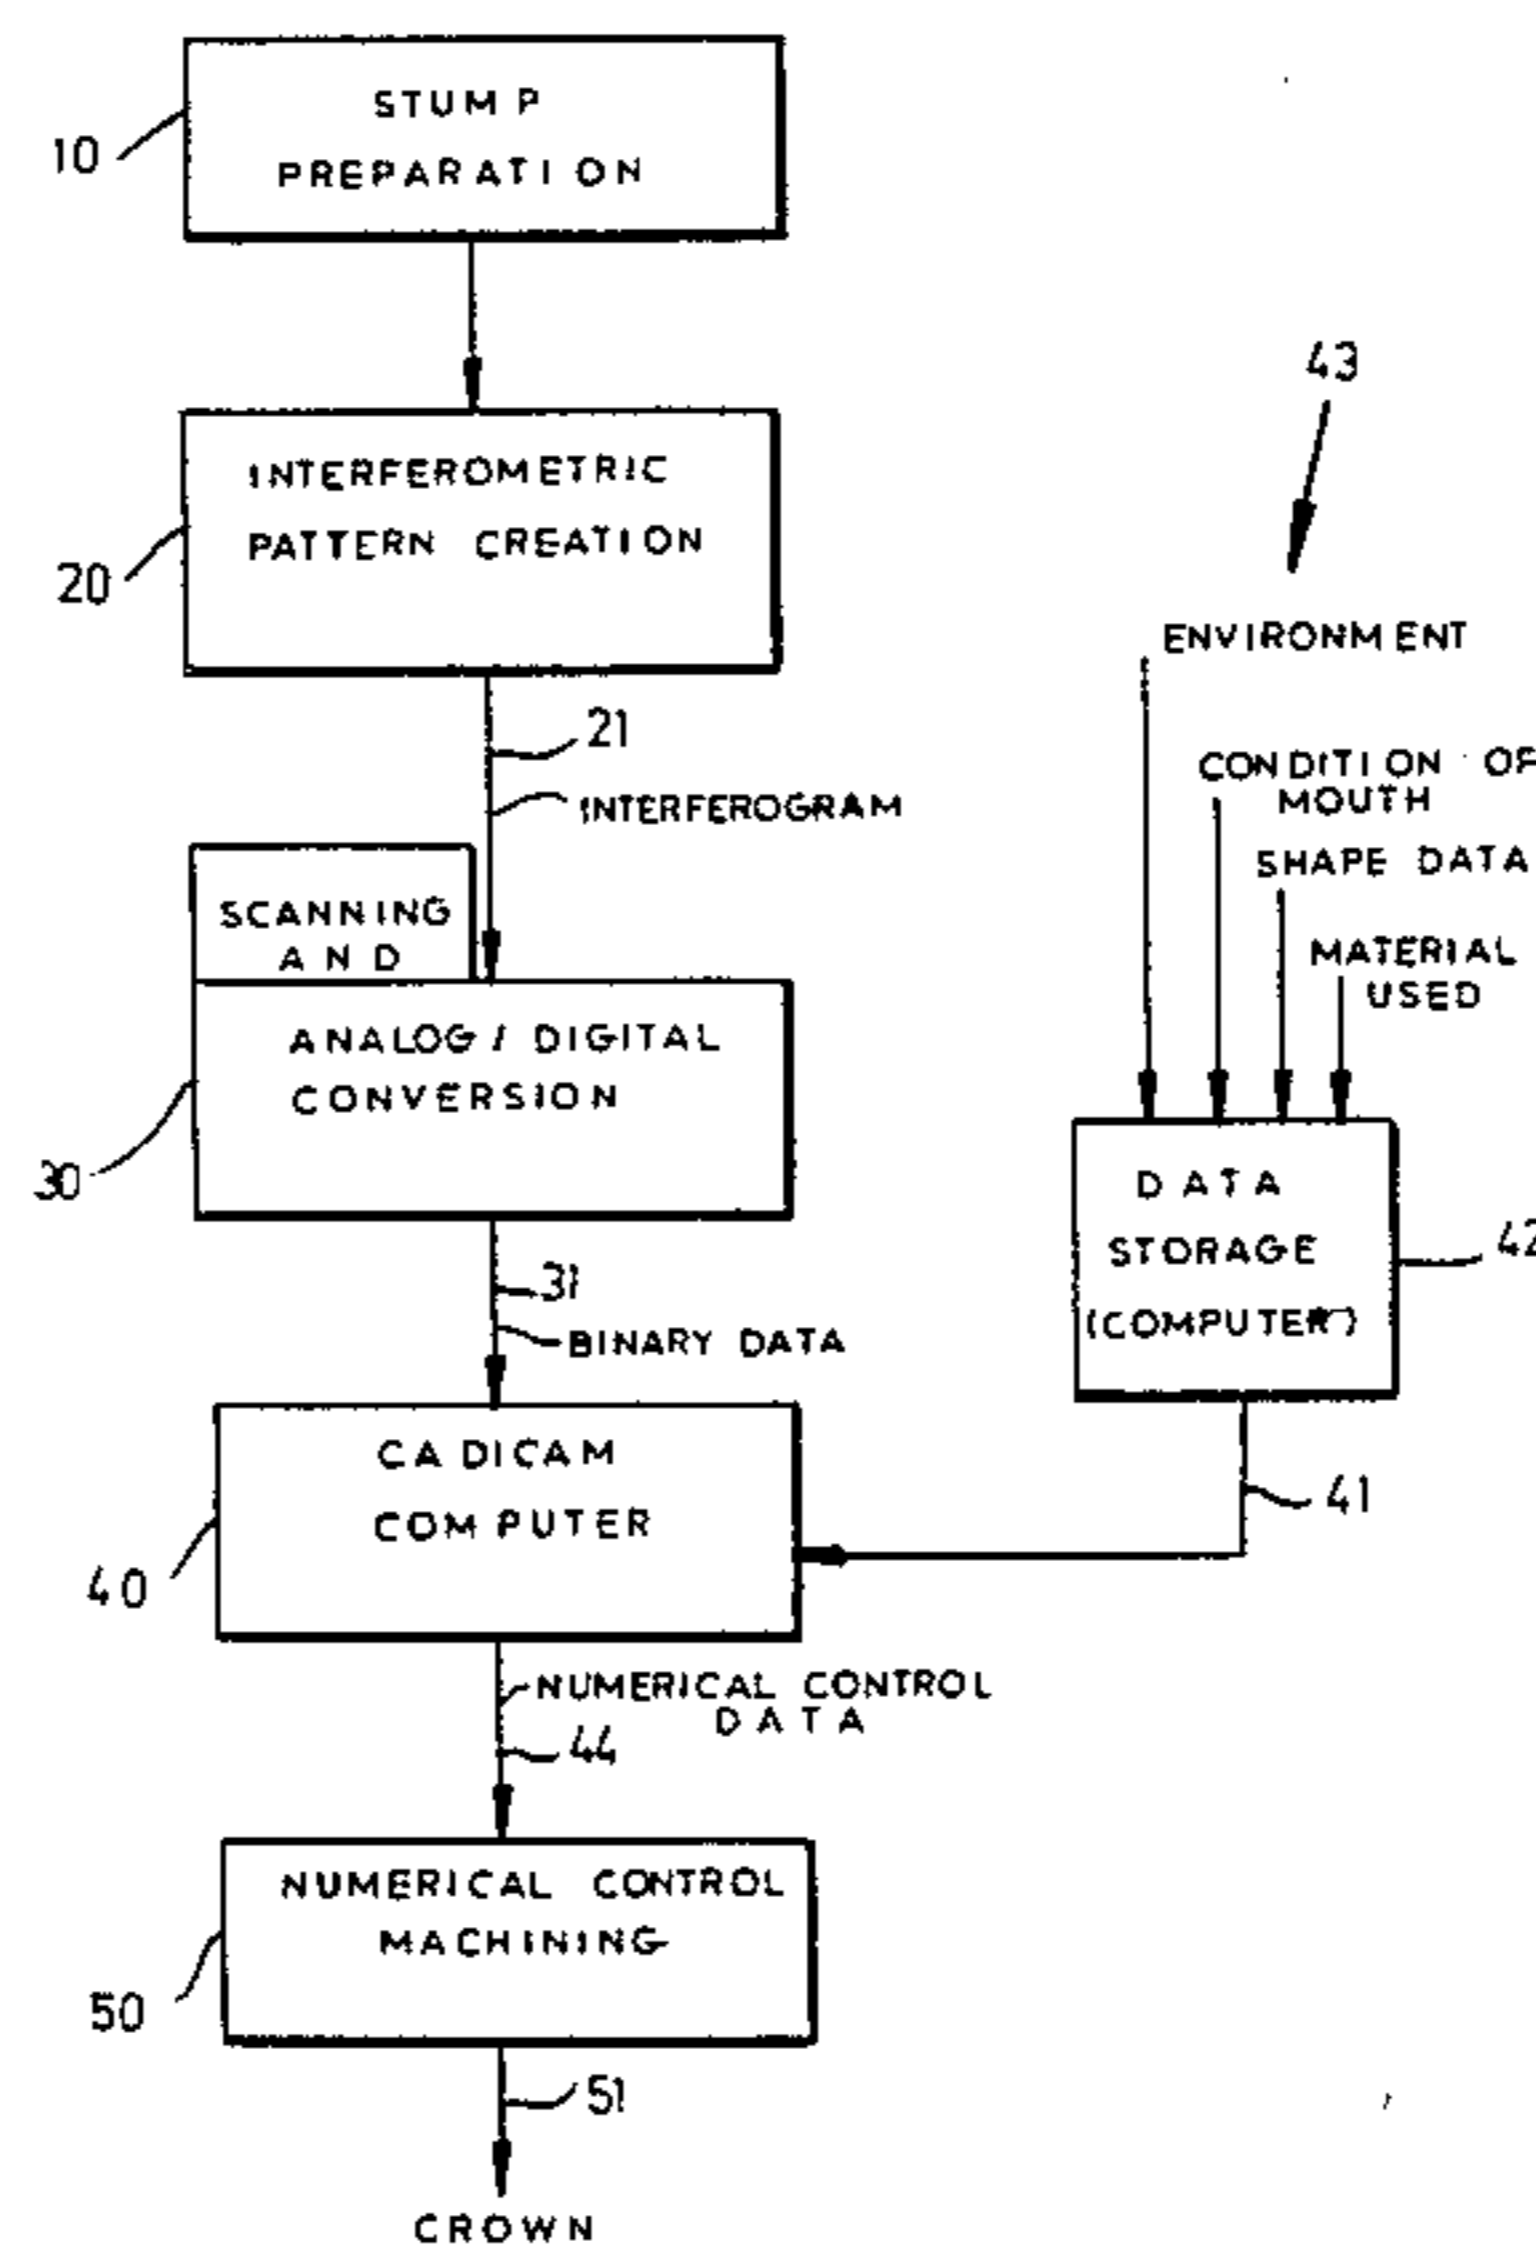 STUMP
PREPARATION
10
INTERFEROMETRIC
PATTERN CREATION
20
21
INTERFEROGRAM
SCANNING
AND
ANALOG / DIGITAL
CONVERSION
30
31
BINARY DATA
CADICAM
COMPUTER
40
NUMERICAL CONTROL
DATA
44
NUMERICAL CONTROL
MACHINING
50
51
CROWN
43
ENVIRONMENT
CONDITION OF
MOUTH
SHAPE DATA
MATERIAL
USED
DATA
STORAGE
(COMPUTER)
42
41